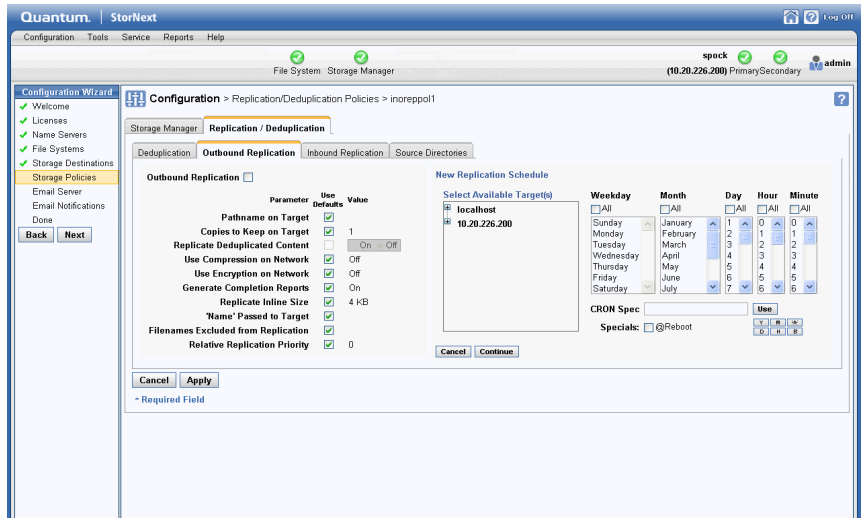 Quantum. | StorNext
Log Off
Configuration Tools Service Reports Help
File System Storage Manager
spock
(10.20.226.200) Primary Secondary
admin
Configuration Wizard
Welcome
Licenses
Name Servers
File Systems
Storage Destinations
Storage Policies
Email Server
Email Notifications
Done
Back Next
Configuration > Replication/Deduplication Policies > inoreppol1
?
Storage Manager Replication / Deduplication
Deduplication Outbound Replication Inbound Replication Source Directories
Outbound Replication
Parameter Use Defaults Value
Pathname on Target
Copies to Keep on Target 1
Replicate Deduplicated Content On Off
Use Compression on Network Off
Use Encryption on Network Off
Generate Completion Reports On
Replicate Inline Size 4 KB
'Name' Passed to Target
Filenames Excluded from Replication
Relative Replication Priority 0
New Replication Schedule
Select Available Target(s)
localhost
10.20.226.200
Weekday Month Day Hour Minute
All All All All All
Sunday January 1 0 0
Monday February 2 1 1
Tuesday March 3 2 2
Wednesday April 4 3 3
Thursday May 5 4 4
Friday June 6 5 5
Saturday July 7 6 6
CRON Spec Use
Specials: @Reboot
Y M W
D H B
Cancel Continue
Cancel Apply
* Required Field